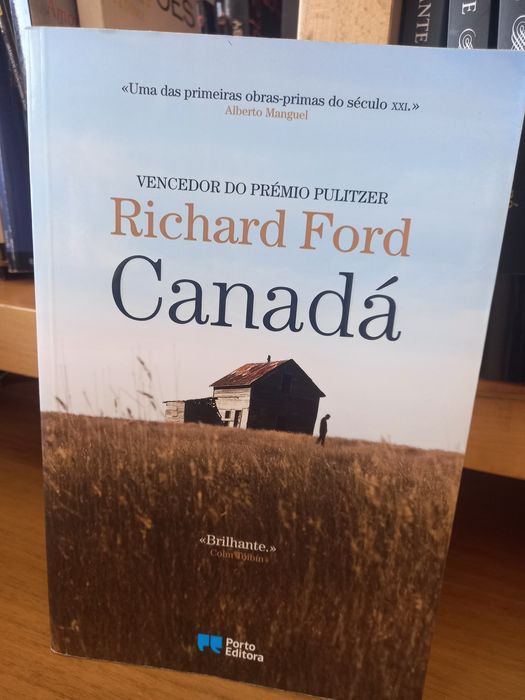 «Uma das primeiras obras-primas do século XXI.»
Alberto Manguel
VENCEDOR DO PRÉMIO PULITZER
Richard Ford
Canadá
«Brilhante.»
Colm Tóibín
Porto
Editora